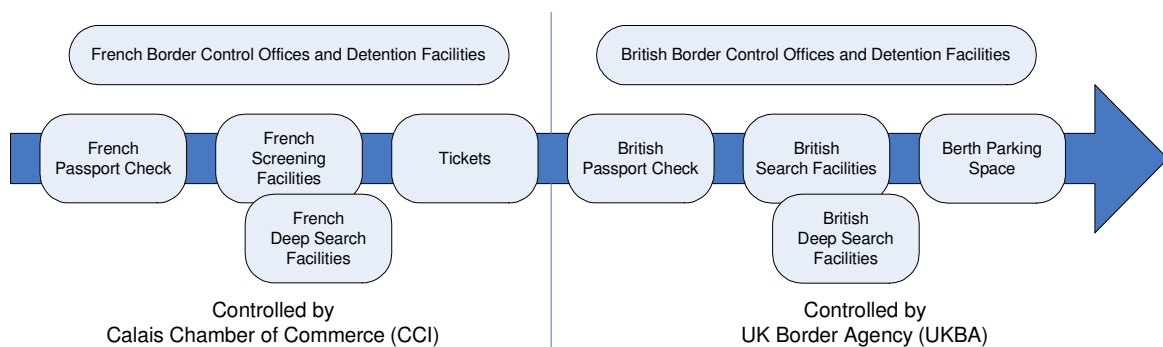 French Border Control Offices and Detention Facilities
British Border Control Offices and Detention Facilities
French
Passport Check
French
Screening
Facilities
Tickets
British
Passport Check
British
Search Facilities
Berth Parking
Space
French
Deep Search
Facilities
British
Deep Search
Facilities
Controlled by
Calais Chamber of Commerce (CCI)
Controlled by
UK Border Agency (UKBA)